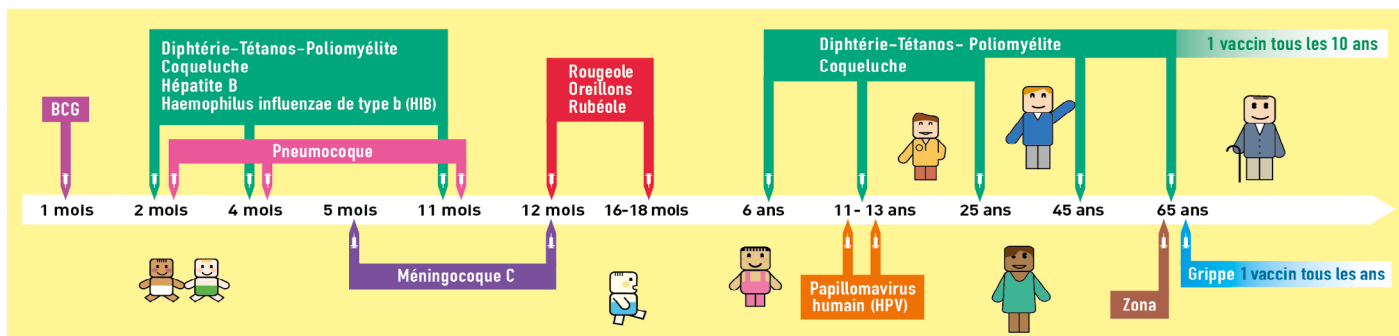 Diphtérie-Tétanos-Poliomyélite
Coqueluche
Hépatite B
Haemophilus influenzae de type b (HIB)
Rougeole
Oreillons
Rubéole
Diphtérie-Tétanos- Poliomyélite
Coqueluche
1 vaccin tous les 10 ans
BCG
Pneumocoque
1 mois
2 mois
4 mois
5 mois
11 mois
12 mois
16-18 mois
6 ans
11- 13 ans
25 ans
45 ans
65 ans
Méningocoque C
Papillomavirus
humain (HPV)
Zona
Grippe 1 vaccin tous les ans